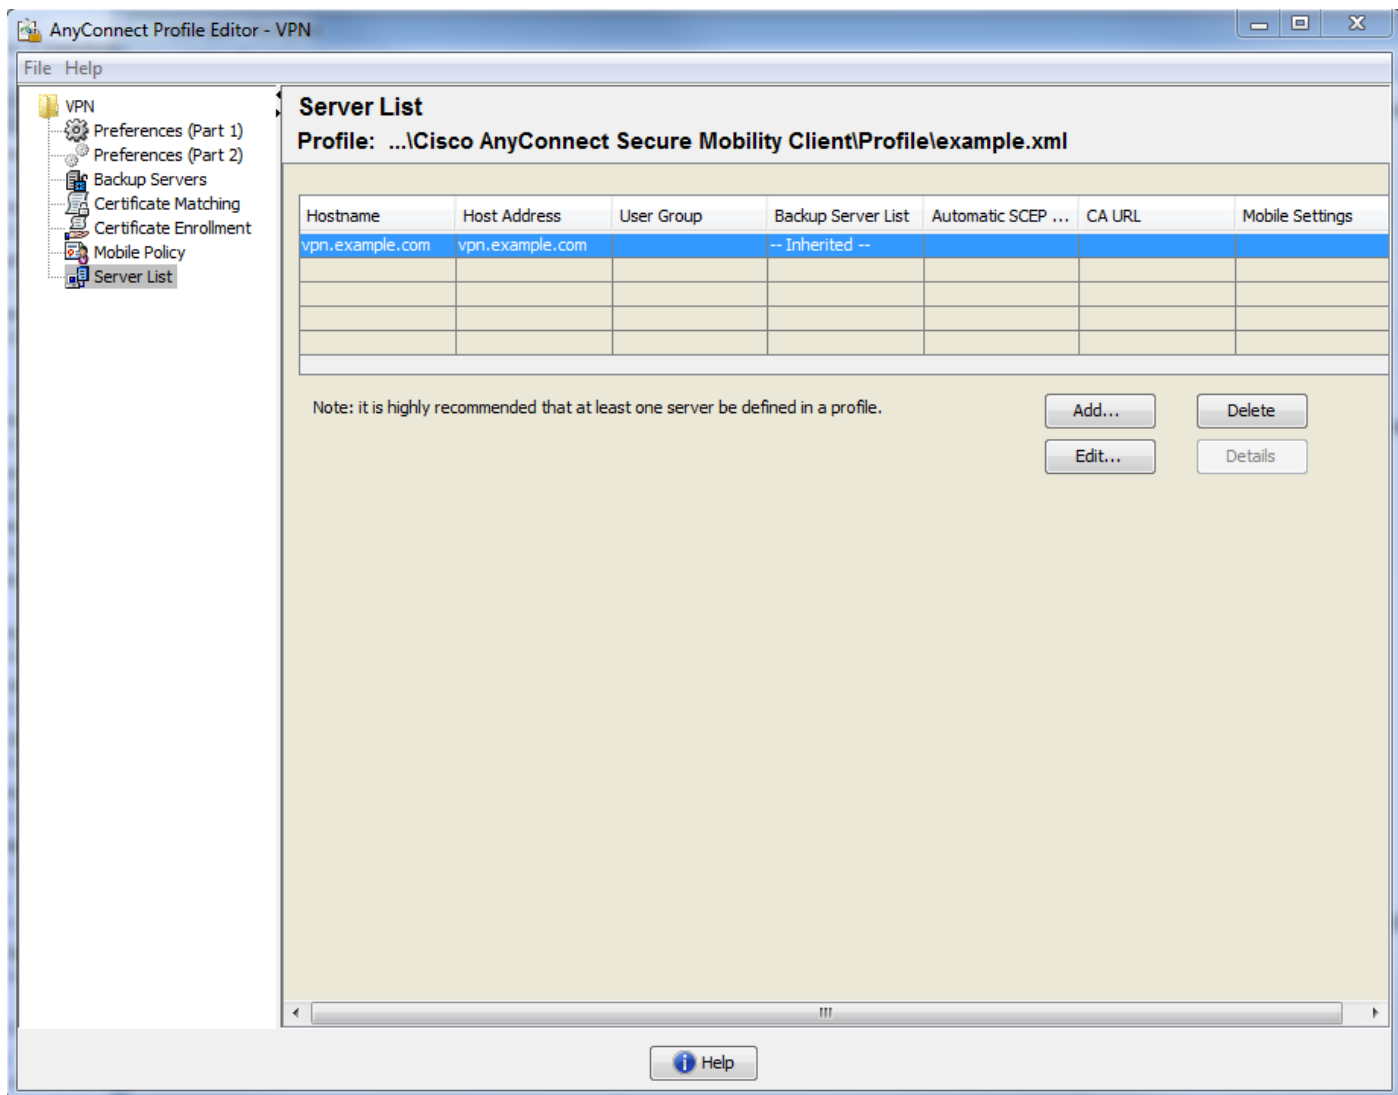 AnyConnect Profile Editor - VPN
File Help
VPN
Preferences (Part 1)
Preferences (Part 2)
Backup Servers
Certificate Matching
Certificate Enrollment
Mobile Policy
Server List
Server List
Profile: ...\Cisco AnyConnect Secure Mobility Client\Profile\example.xml
Hostname Host Address User Group Backup Server List Automatic SCEP ... CA URL Mobile Settings
vpn.example.com vpn.example.com -- Inherited --
Note: it is highly recommended that at least one server be defined in a profile.
Add... Delete
Edit... Details
Help